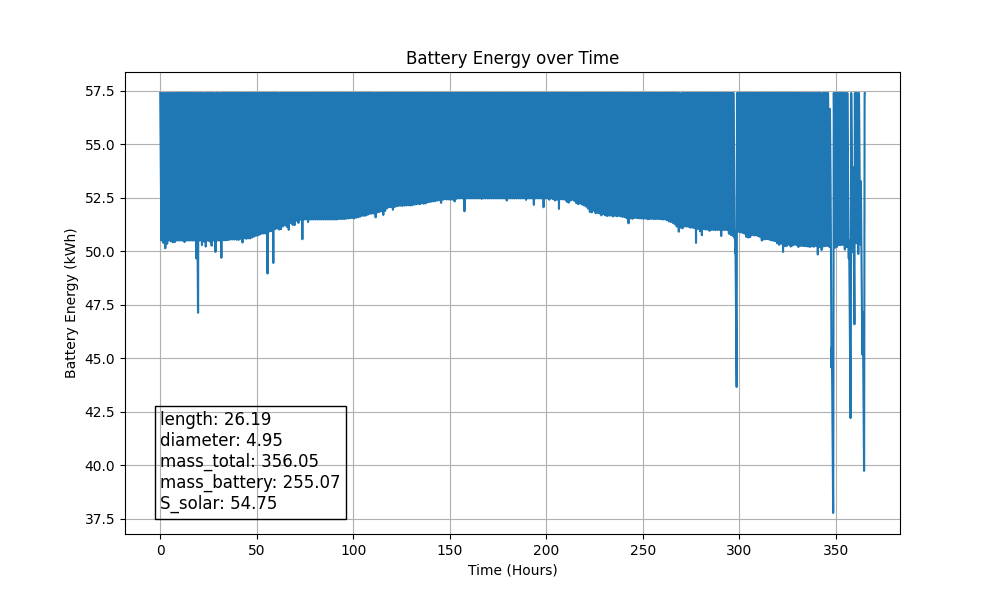 Battery Energy over Time
Battery Energy (kWh)
57.5
55.0
52.5
50.0
47.5
45.0
42.5
40.0
37.5
length: 26.19
diameter: 4.95
mass_total: 356.05
mass_battery: 255.07
S_solar: 54.75
0 50 100 150 200 250 300 350
Time (Hours)